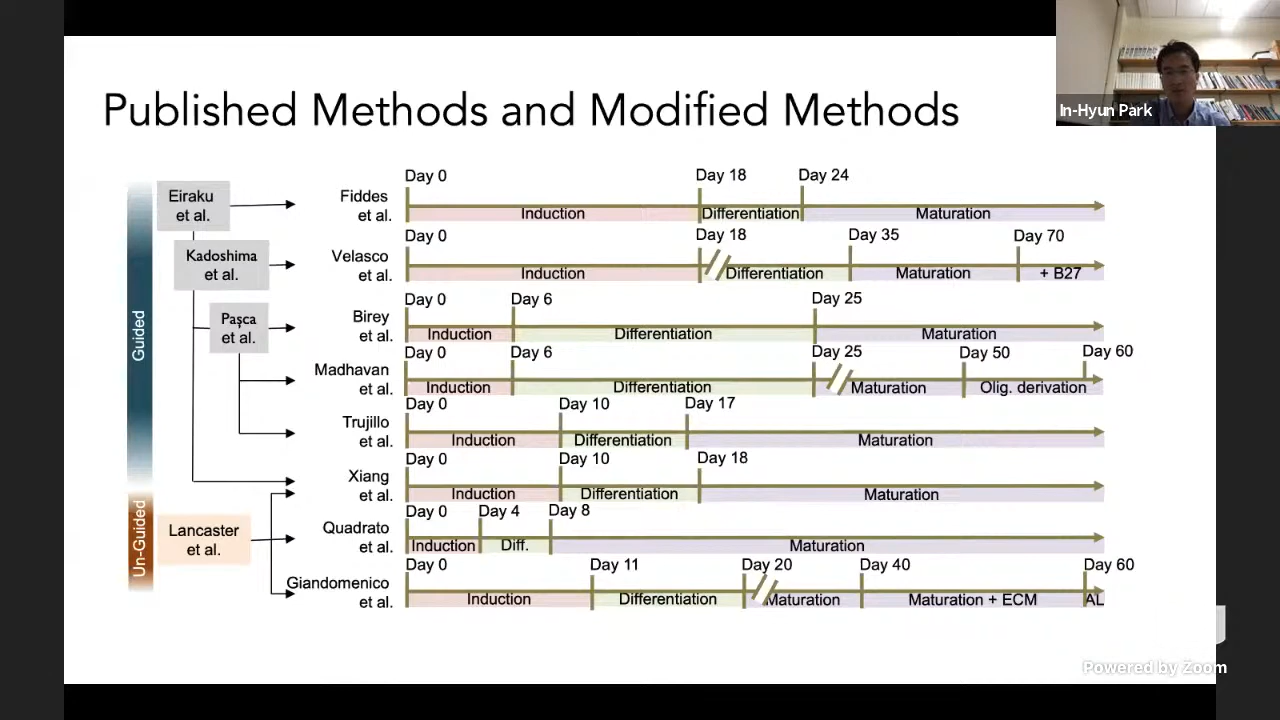 Published Methods and Modified Methods
In-Hyun Park
Guided
Un-Guided
Eiraku
et al.
Kadoshima
et al.
Paşca
et al.
Lancaster
et al.
Fiddes
et al.
Day 0 Day 18 Day 24
Induction Differentiation Maturation
Velasco
et al.
Day 0 Day 18 Day 35 Day 70
Induction Differentiation Maturation + B27
Birey
et al.
Day 0 Day 6 Day 25
Induction Differentiation Maturation
Madhavan
et al.
Day 0 Day 6 Day 25 Day 50 Day 60
Induction Differentiation Maturation Olig. derivation
Trujillo
et al.
Day 0 Day 10 Day 17
Induction Differentiation Maturation
Xiang
et al.
Day 0 Day 10 Day 18
Induction Differentiation Maturation
Quadrato
et al.
Day 0 Day 4 Day 8
Induction Diff. Maturation
Giandomenico
et al.
Day 0 Day 11 Day 20 Day 40 Day 60
Induction Differentiation Maturation Maturation + ECM AL
Powered by Zoom